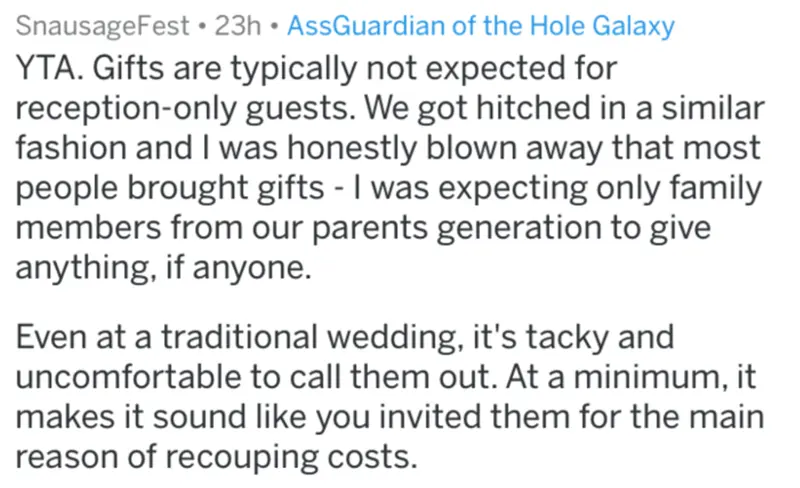 SnausageFest • 23h • AssGuardian of the Hole Galaxy
YTA. Gifts are typically not expected for
reception-only guests. We got hitched in a similar
fashion and I was honestly blown away that most
people brought gifts - I was expecting only family
members from our parents generation to give
anything, if anyone.
Even at a traditional wedding, it's tacky and
uncomfortable to call them out. At a minimum, it
makes it sound like you invited them for the main
reason of recouping costs.